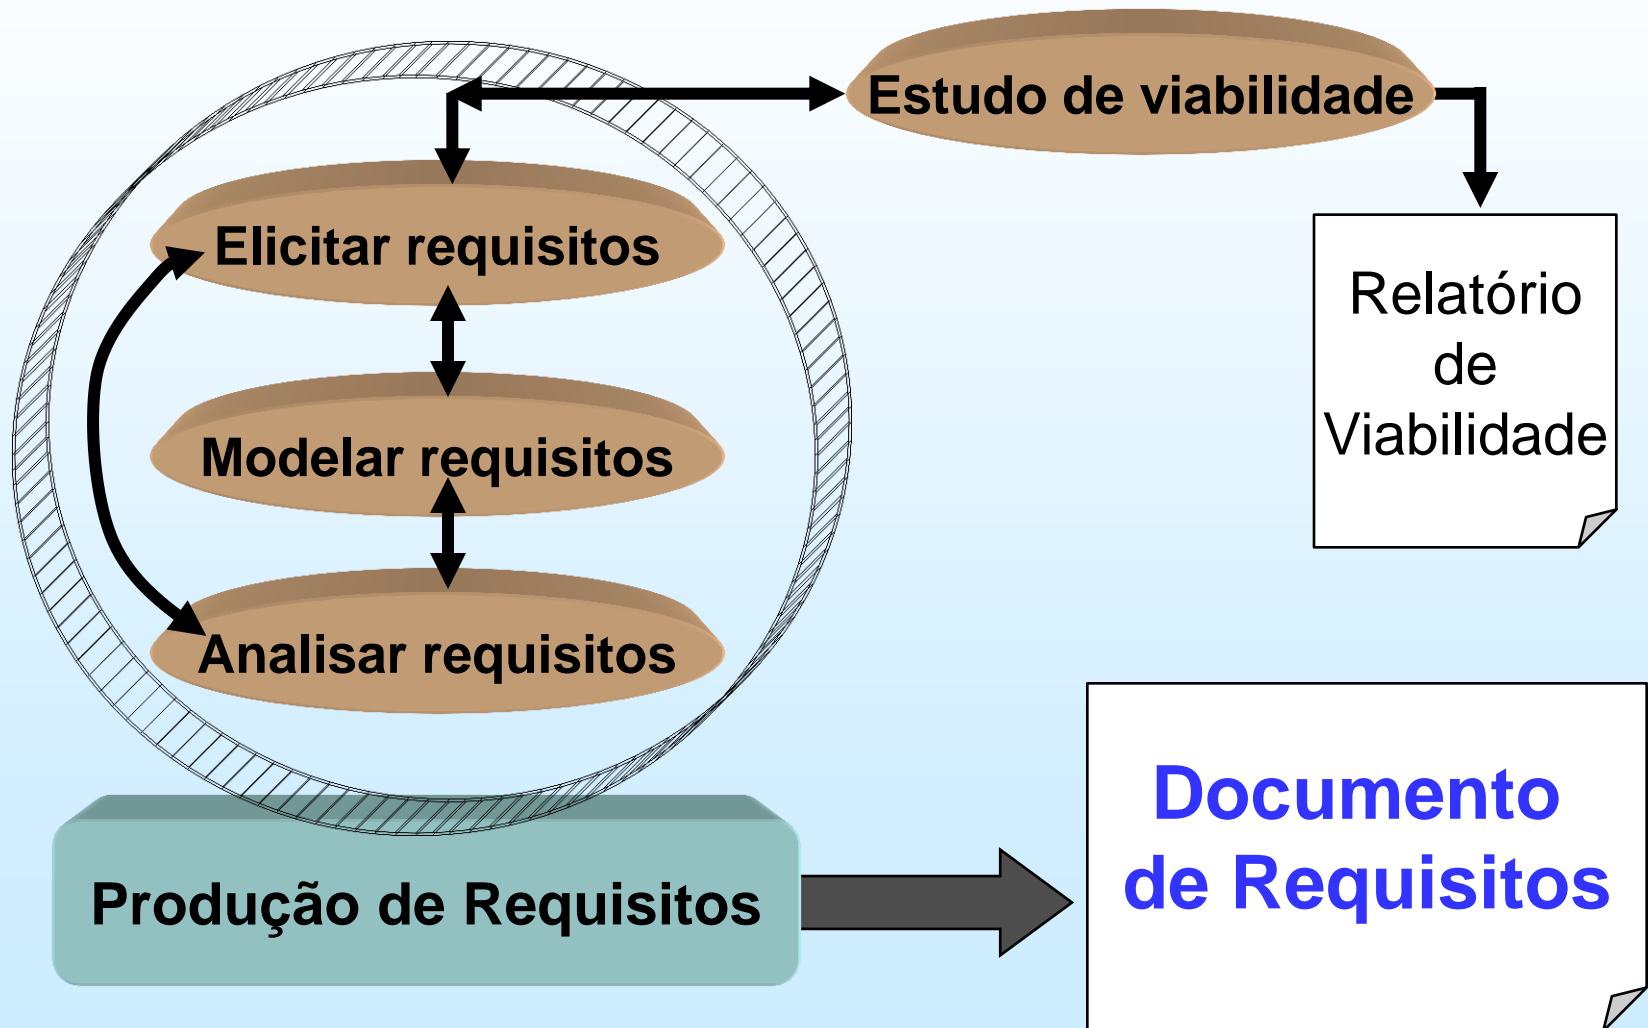 Estudo de viabilidade
Elicitar requisitos
Relatório
de
Viabilidade
Modelar requisitos
Analisar requisitos
Documento
de Requisitos
Produção de Requisitos